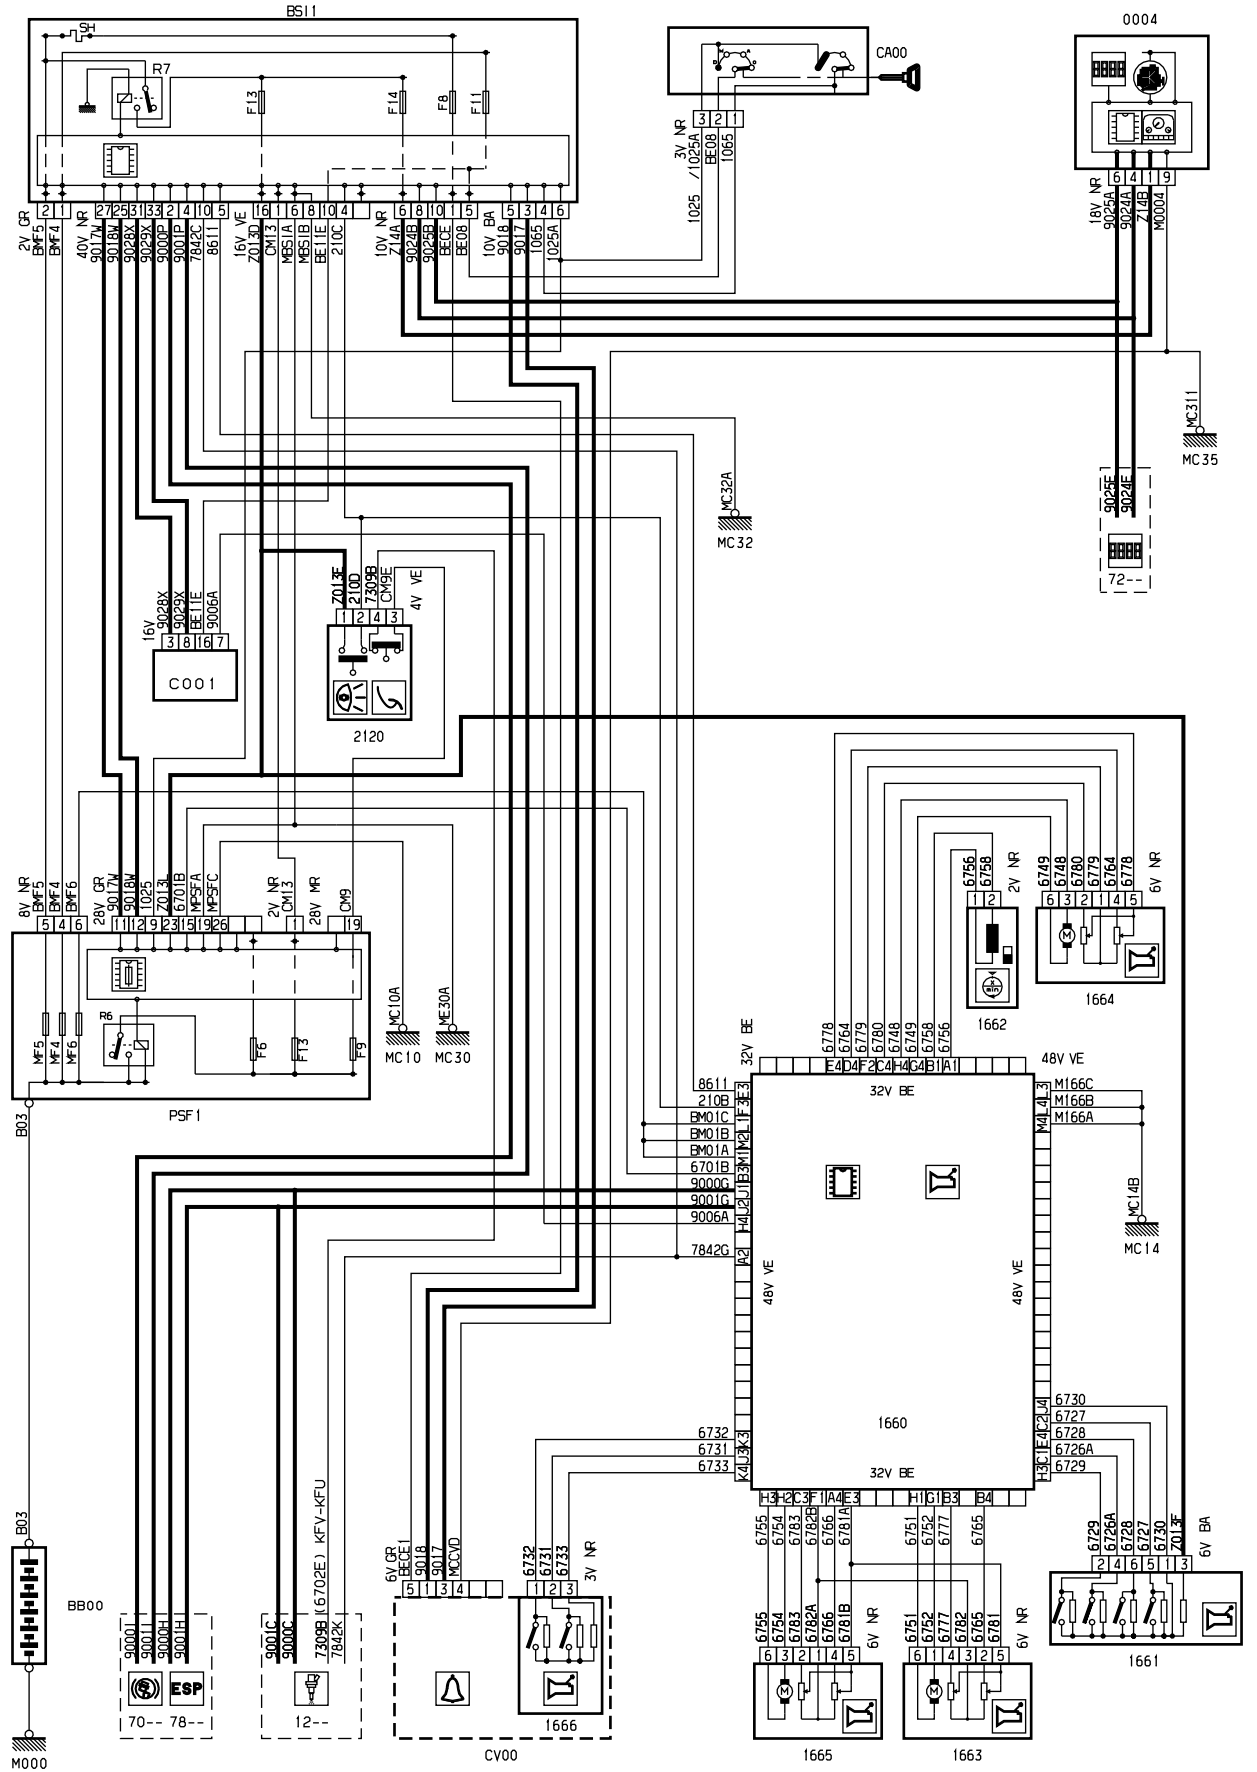 BSI1
SH
R7
F13
F14
F8
F11
CA00
0004
2V GR
2
1
BMF5
BMF4
40V NR
27
25
31
33
2
4
10
5
9017W
9018W
9028X
9029X
9000P
9001P
7842C
8611
16V VE
16
1
6
8
10
4
Z013D
CM13
MBS1A
MBS1B
BE11E
210C
10V NR
6
8
10
1
5
Z14A
9024B
9025B
BECE
BE08
10V BA
5
3
4
6
9018
9017
1065
1025A
3V NR
3
2
1
1025 /1025A
BE08
1065
18V NR
6
4
1
9
9025A
9024A
Z14B
M0004
MC311
MC35
MC32A
MC32
9025E
9024E
72--
16V
9028X
9029X
BE11E
9006A
3
8
16
7
C001
Z013E
210D
7309B
CM9E
4V VE
1
2
4
3
2120
8V NR
BMF5
BMF4
BMF6
5
4
6
28V GR
9017W
9018W
1025
Z013L
6701B
MPSFA
MPSFC
11
12
9
23
15
19
26
2V NR
CM13
1
28V MR
CM9
19
R6
MF5
MF4
MF6
F6
F13
F9
PSF1
MC10A
MC10
ME30A
MC30
B03
B03
BB00
M000
6756
6758
2V NR
1
2
min
1662
6749
6748
6780
6779
6764
6778
6V NR
6
3
2
1
4
5
M
1664
32V BE
6778
6764
6779
6780
6748
6749
6758
6756
E4
D4
F2
C4
H4
G4
B1
A1
48V VE
32V BE
8611
210B
BM01C
BM01B
BM01A
6701B
9000G
9001G
9006A
7842G
E3
F3
L1
M2
M1
B3
J1
J2
H4
A2
L3
L4
M4
M166C
M166B
M166A
MC14B
MC14
48V VE
48V VE
1660
32V BE
6732
6731
6733
K3
J3
K4
J4
C2
E4
C1
H3
6730
6727
6728
6726A
6729
H3
H2
C3
F1
A4
E3
H1
G1
B3
B4
6755
6754
6783
6782B
6766
6781A
6751
6752
6777
6765
6729
6726A
6728
6727
6730
Z013F
6V BA
2
4
6
5
1
3
1661
9000I
9001I
9000H
9001H
ESP
70--
78--
9001C
9000C
7309B (6702E) KFV-KFU
7842K
12--
6V GR
BECE1
9018
9017
MCCVD
5
1
3
4
CV00
6732
6731
6733
3V NR
1
2
3
1666
6755
6754
6783
6782A
6766
6781B
6V NR
6
3
2
1
4
5
M
1665
6751
6752
6777
6782
6765
6781
6V NR
6
1
4
3
2
5
M
1663